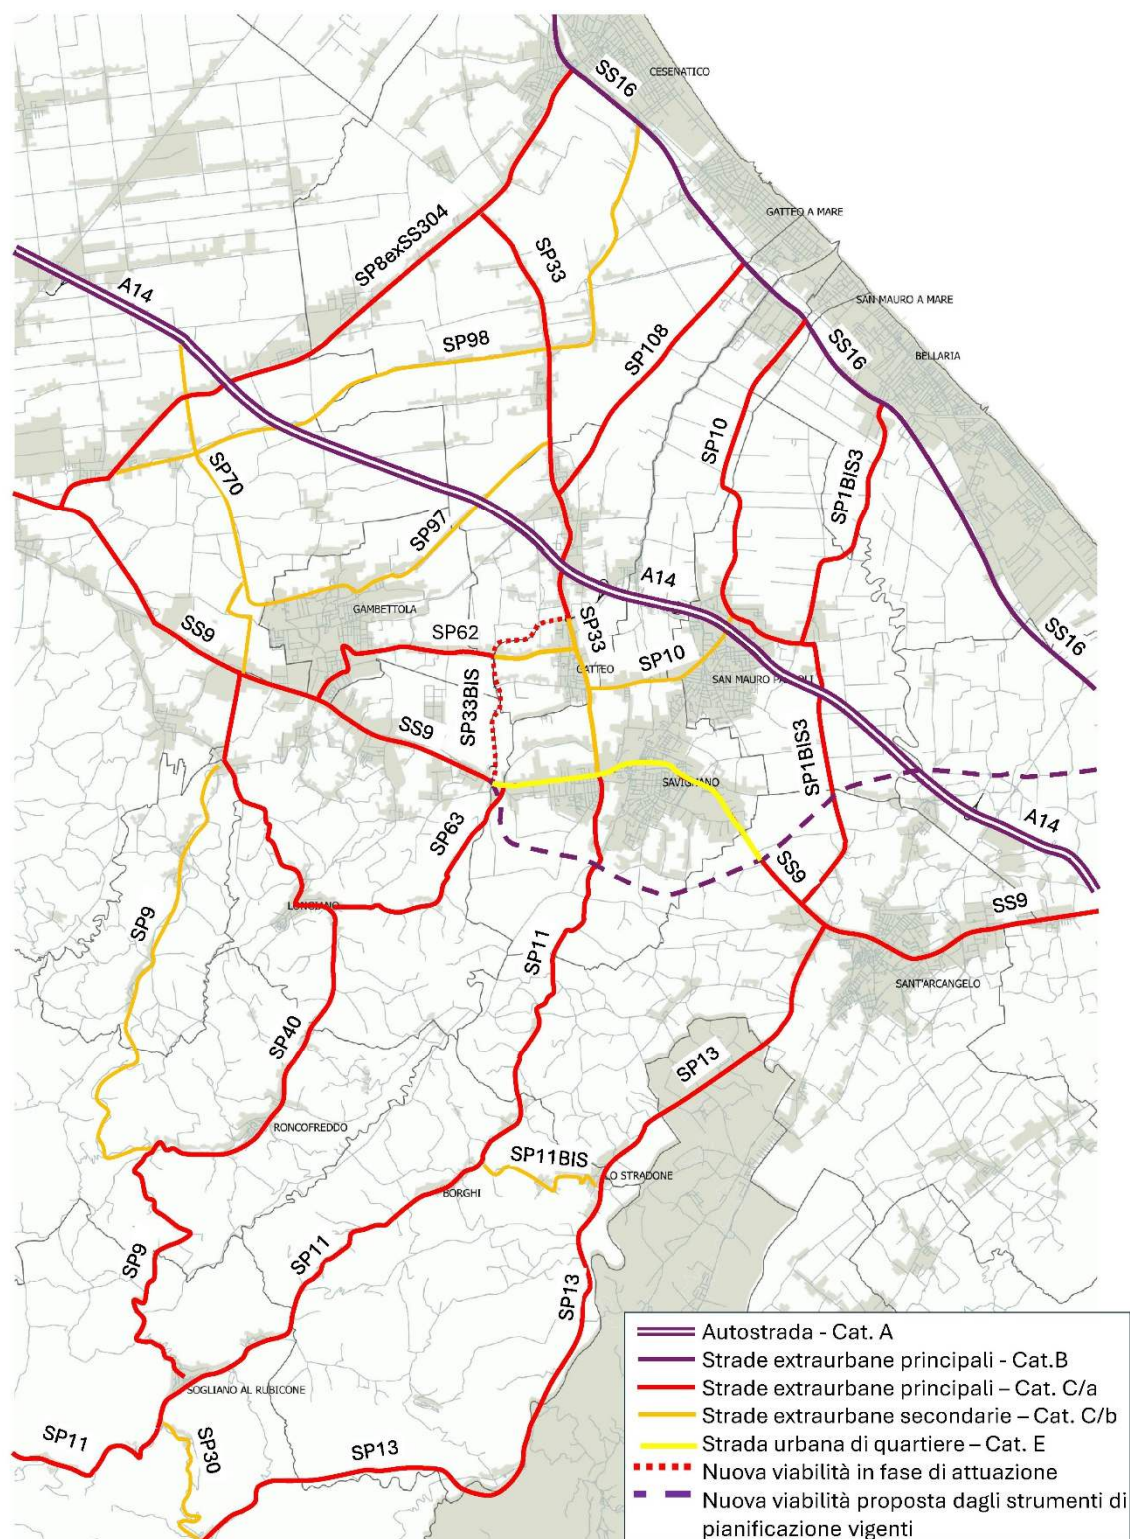 SS16
CESENATICO
GATTEO A MARE
SP8exSS304
SP33
A14
SAN MAURO A MARE
SP98
SP108
SS16
BELLARIA
SP10
SP70
SP1BIS3
SP97
A14
GAMBETTOLA
SS9
SP62
SP33
SS16
GATTEO
SP10
SAN MAURO PASCOLI
SP33BIS
SS9
SP1BIS3
SAVIGNANO
SP63
A14
SS9
SS9
LONGIANO
SP9
SP11
SANT'ARCANGELO
SP40
SP13
RONCOFREDDO
SP11BIS
LO STRADONE
BORGHI
SP9
SP11
SP13
SOGLIANO AL RUBICONE
SP11
SP30
SP13
Autostrada - Cat. A
Strade extraurbane principali - Cat.B
Strade extraurbane principali – Cat. C/a
Strade extraurbane secondarie – Cat. C/b
Strada urbana di quartiere – Cat. E
Nuova viabilità in fase di attuazione
Nuova viabilità proposta dagli strumenti di
pianificazione vigenti